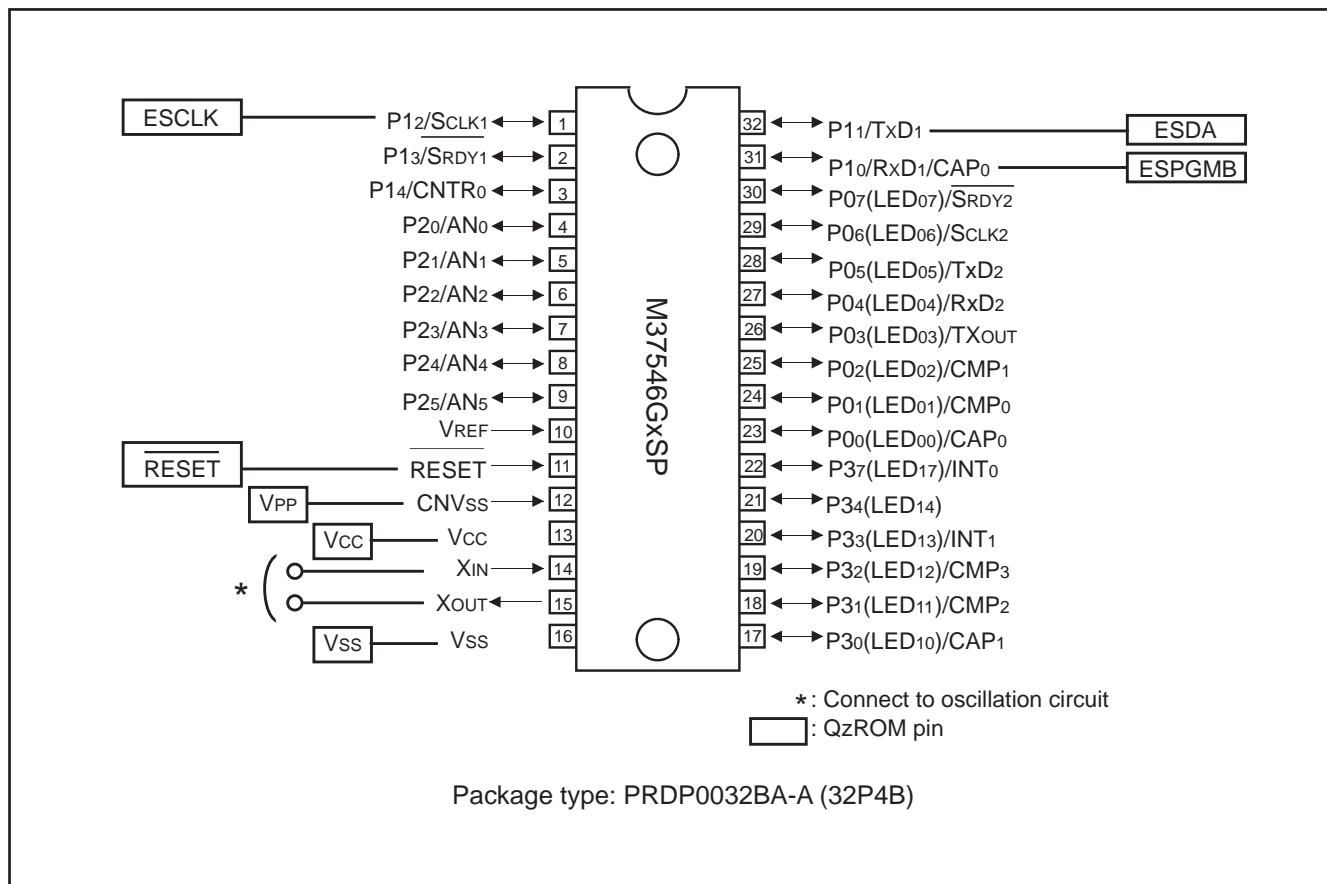 ESCLK
P12/SCLK1 1
P13/SRDY1 2
P14/CNTR0 3
P20/AN0 4
P21/AN1 5
P22/AN2 6
P23/AN3 7
P24/AN4 8
P25/AN5 9
VREF 10
RESET RESET 11
VPP CNVSS 12
VCC VCC 13
* XIN 14
XOUT 15
VSS VSS 16
M37546GxSP
32 P11/TXD1 ESDA
31 P10/RXD1/CAP0 ESPGMB
30 P07(LED07)/SRDY2
29 P06(LED06)/SCLK2
28 P05(LED05)/TxD2
27 P04(LED04)/RxD2
26 P03(LED03)/TXOUT
25 P02(LED02)/CMP1
24 P01(LED01)/CMP0
23 P00(LED00)/CAP0
22 P37(LED17)/INT0
21 P34(LED14)
20 P33(LED13)/INT1
19 P32(LED12)/CMP3
18 P31(LED11)/CMP2
17 P30(LED10)/CAP1
* : Connect to oscillation circuit
: QzROM pin
Package type: PRDP0032BA-A (32P4B)